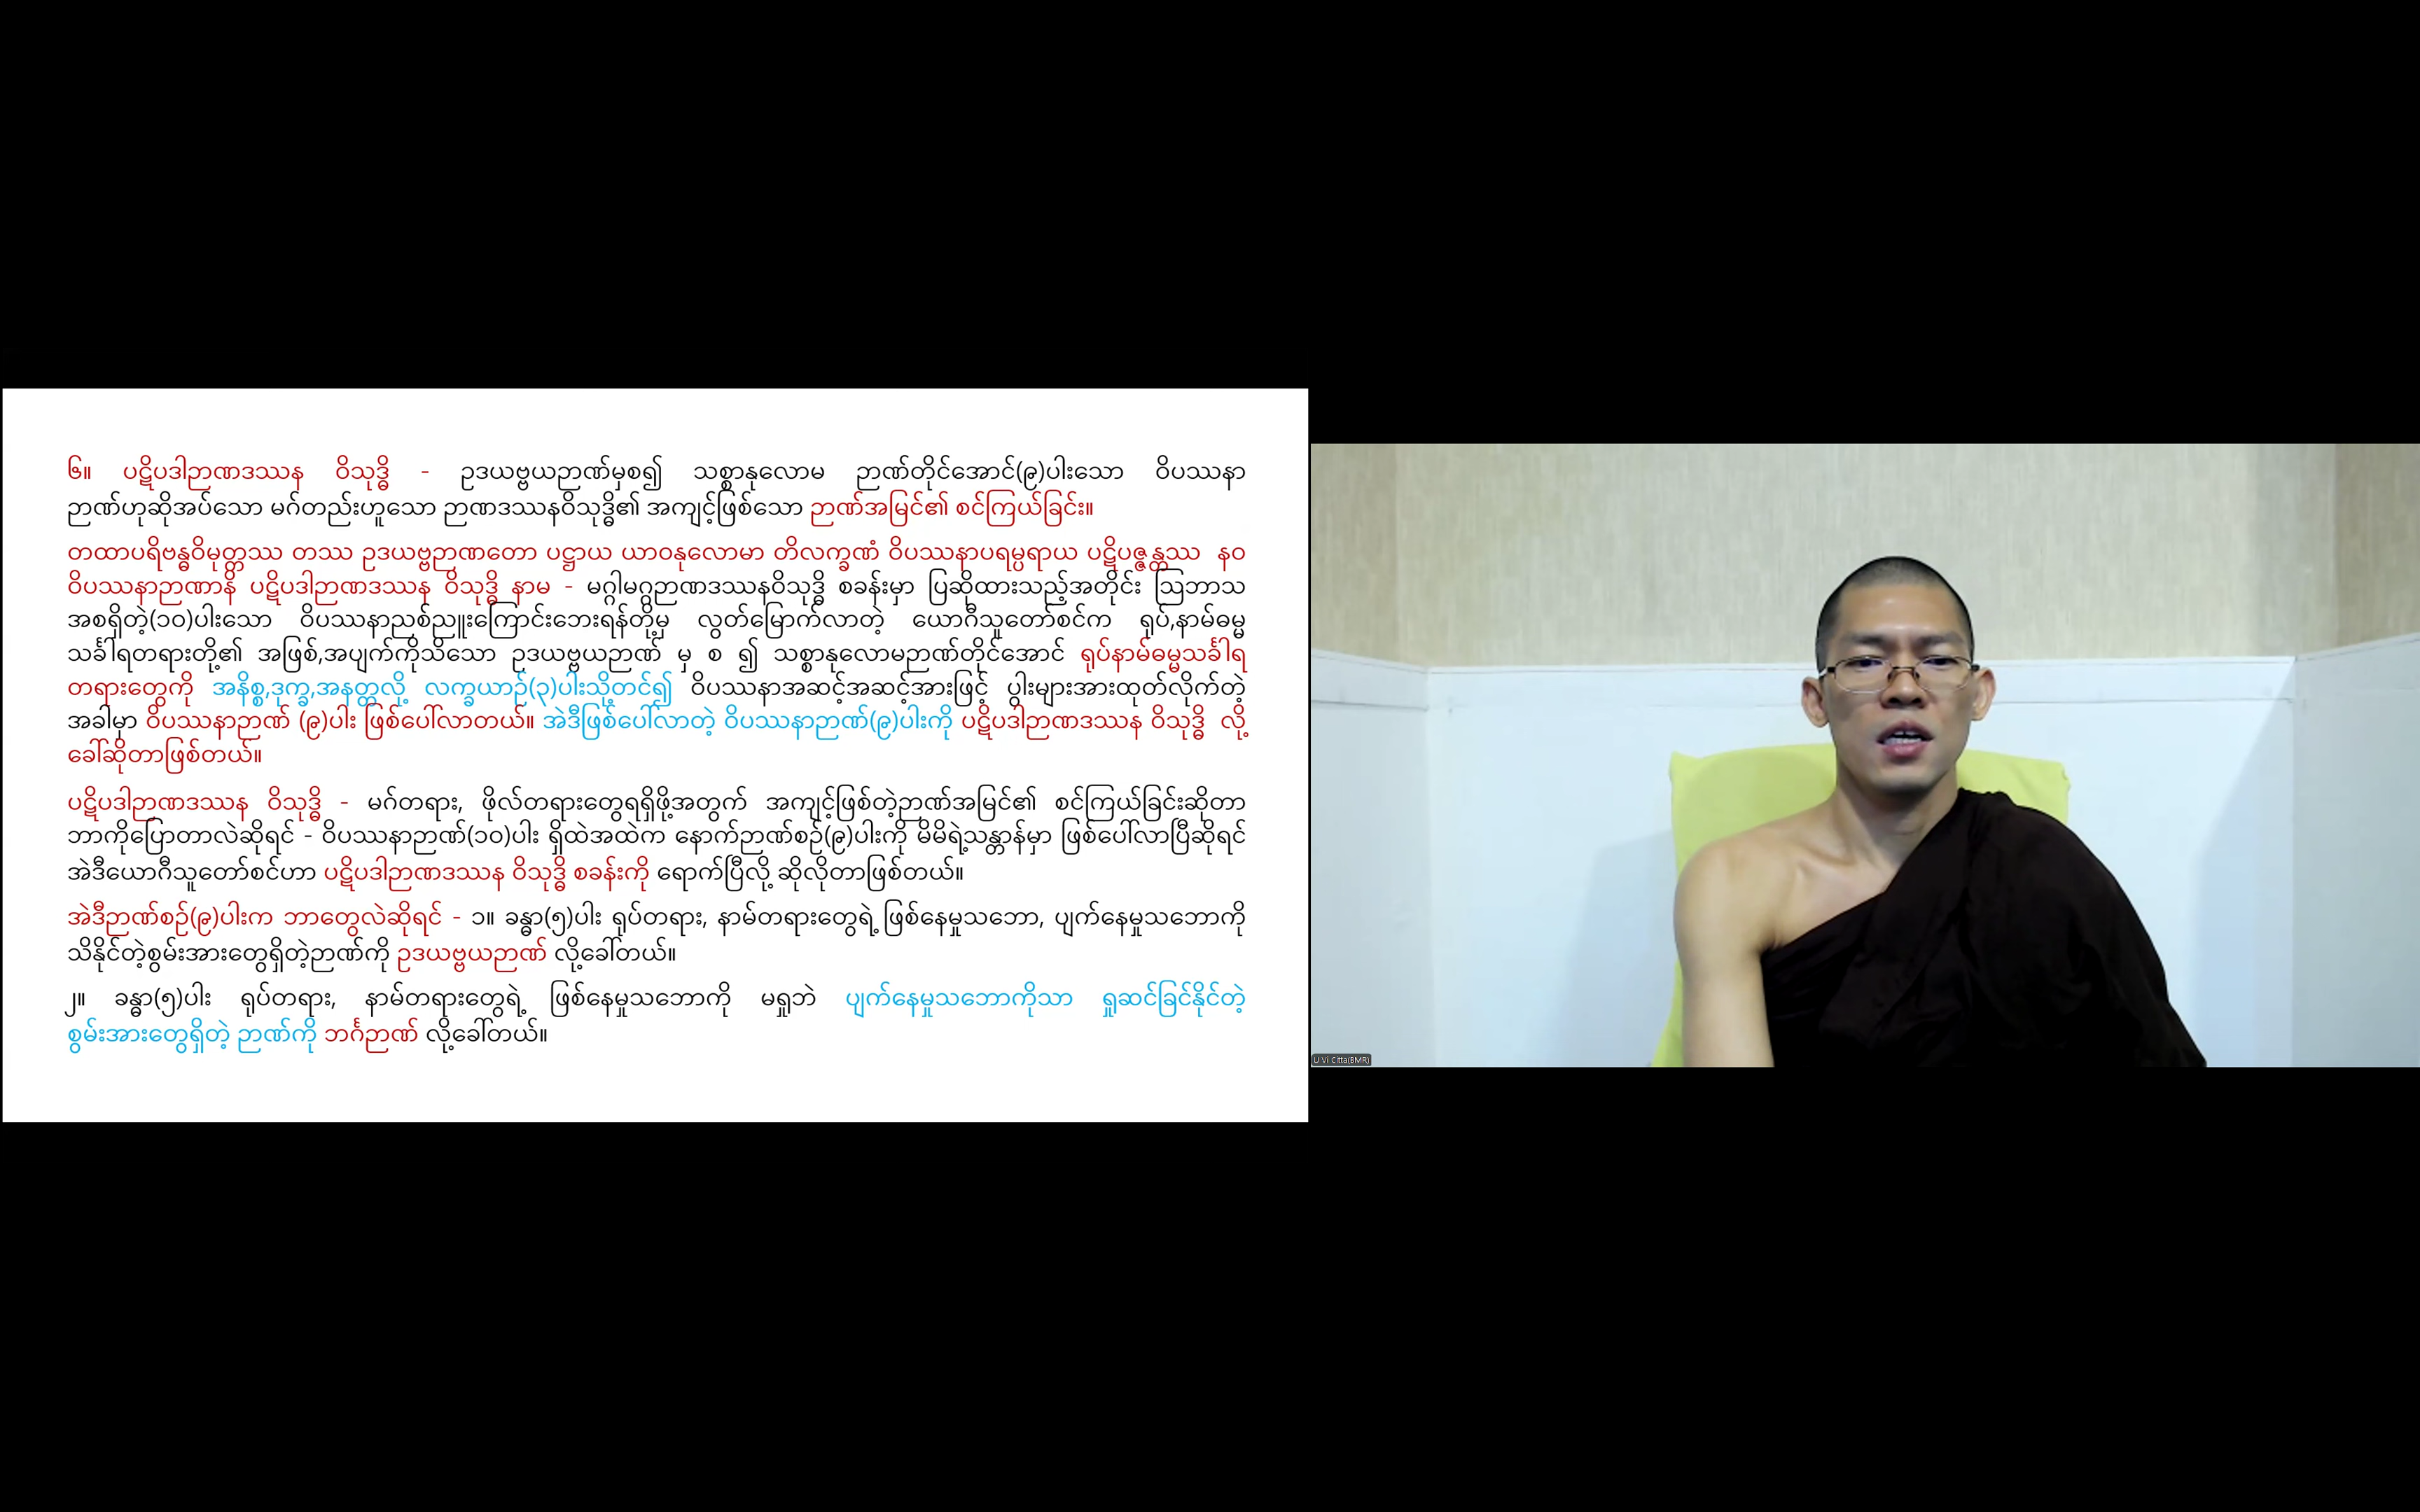 ၆။ ပဋိပဒါဉာဏဒဿန ဝိသုဒ္ဓိ - ဥဒယဗ္ဗယဉာဏ်မှစ၍ သစ္စာနုလောမ ဉာဏ်တိုင်အောင်(၉)ပါးသော ဝိပဿနာ
ဉာဏ်ဟုဆိုအပ်သော မဂ်တည်းဟူသော ဉာဏဒဿနဝိသုဒ္ဓိ၏ အကျင့်ဖြစ်သော ဉာဏ်အမြင်၏ စင်ကြယ်ခြင်း။
တထာပရိဗန္ဓဝိမုတ္တဿ တဿ ဥဒယဗ္ဗဉာဏတော ပဋ္ဌာယ ယာဝနုလောမာ တိလက္ခဏံ ဝိပဿနာပရမ္ပရာယ ပဋိပဇ္ဇန္တဿ နဝ
ဝိပဿနာဉာဏာနိ ပဋိပဒါဉာဏဒဿန ဝိသုဒ္ဓိ နာမ - မဂ္ဂါမဂ္ဂဉာဏဒဿနဝိသုဒ္ဓိ စခန်းမှာ ပြဆိုထားသည့်အတိုင်း ဩဘာသ
အစရှိတဲ့(၁၀)ပါးသော ဝိပဿနာညစ်ညူးကြောင်းဘေးရန်တို့မှ လွတ်မြောက်လာတဲ့ ယောဂီသူတော်စင်က ရုပ်,နာမ်ဓမ္မ
သင်္ခါရတရားတို့၏ အဖြစ်,အပျက်ကိုသိသော ဥဒယဗ္ဗယဉာဏ် မှ စ ၍ သစ္စာနုလောမဉာဏ်တိုင်အောင် ရုပ်နာမ်ဓမ္မသင်္ခါရ
တရားတွေကို အနိစ္စ,ဒုက္ခ,အနတ္တလို့ လက္ခယာဉ်(၃)ပါးသို့တင်၍ ဝိပဿနာအဆင့်အဆင့်အားဖြင့် ပွါးများအားထုတ်လိုက်တဲ့
အခါမှာ ဝိပဿနာဉာဏ် (၉)ပါး ဖြစ်ပေါ်လာတယ်။ အဲဒီဖြစ်ပေါ်လာတဲ့ ဝိပဿနာဉာဏ်(၉)ပါးကို ပဋိပဒါဉာဏဒဿန ဝိသုဒ္ဓိ လို့
ခေါ်ဆိုတာဖြစ်တယ်။
ပဋိပဒါဉာဏဒဿန ဝိသုဒ္ဓိ - မဂ်တရား, ဖိုလ်တရားတွေရရှိဖို့အတွက် အကျင့်ဖြစ်တဲ့ဉာဏ်အမြင်၏ စင်ကြယ်ခြင်းဆိုတာ
ဘာကိုပြောတာလဲဆိုရင် - ဝိပဿနာဉာဏ်(၁၀)ပါး ရှိထဲအထဲက နောက်ဉာဏ်စဉ်(၉)ပါးကို မိမိရဲ့သန္တာန်မှာ ဖြစ်ပေါ်လာပြီဆိုရင်
အဲဒီယောဂီသူတော်စင်ဟာ ပဋိပဒါဉာဏဒဿန ဝိသုဒ္ဓိ စခန်းကို ရောက်ပြီလို့ ဆိုလိုတာဖြစ်တယ်။
အဲဒီဉာဏ်စဉ်(၉)ပါးက ဘာတွေလဲဆိုရင် - ၁။ ခန္ဓာ(၅)ပါး ရုပ်တရား, နာမ်တရားတွေရဲ့ ဖြစ်နေမှုသဘော, ပျက်နေမှုသဘောကို
သိနိုင်တဲ့စွမ်းအားတွေရှိတဲ့ဉာဏ်ကို ဥဒယဗ္ဗယဉာဏ် လို့ခေါ်တယ်။
၂။ ခန္ဓာ(၅)ပါး ရုပ်တရား, နာမ်တရားတွေရဲ့ ဖြစ်နေမှုသဘောကို မရှုဘဲ ပျက်နေမှုသဘောကိုသာ ရှုဆင်ခြင်နိုင်တဲ့
စွမ်းအားတွေရှိတဲ့ ဉာဏ်ကို ဘင်္ဂဉာဏ် လို့ခေါ်တယ်။
U Vi Citta(BMR)